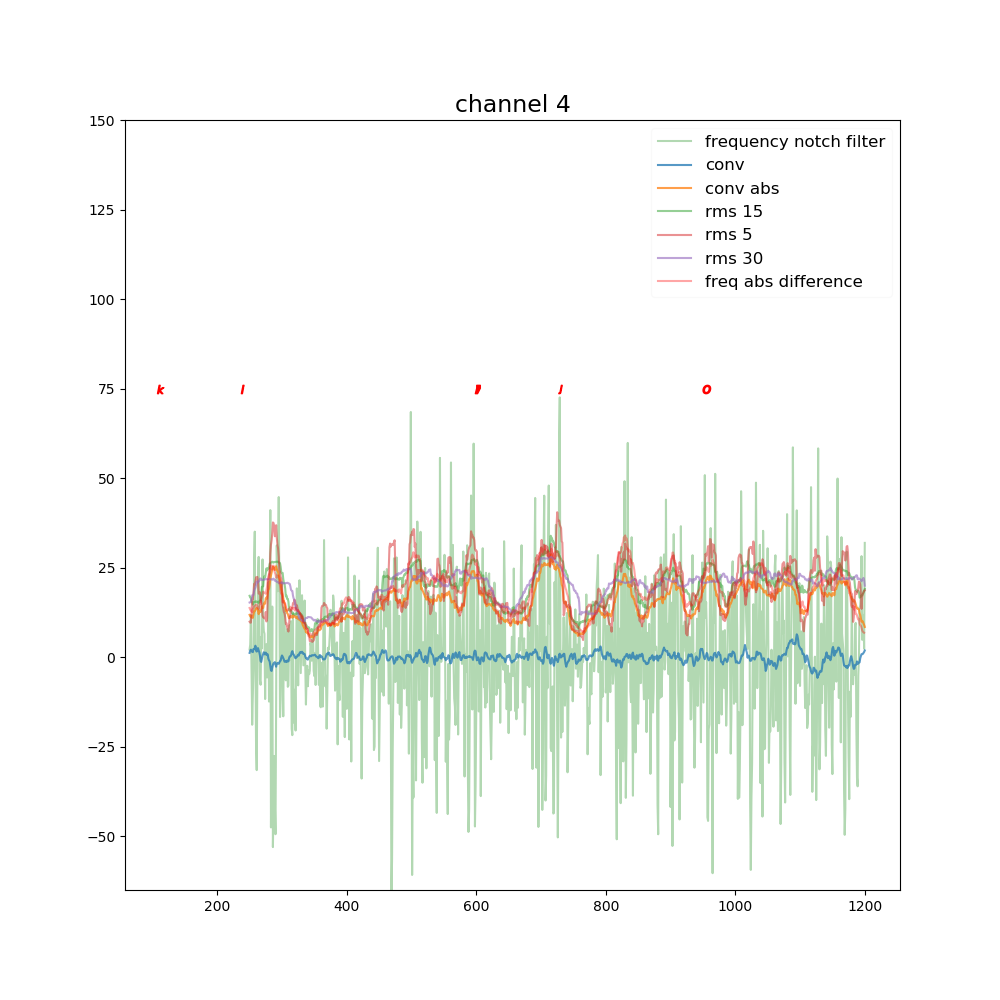 channel 4
150
frequency notch filter
conv
conv abs
rms 15
rms 5
rms 30
freq abs difference
125
100
75
k l , j o
50
25
0
−25
−50
200 400 600 800 1000 1200